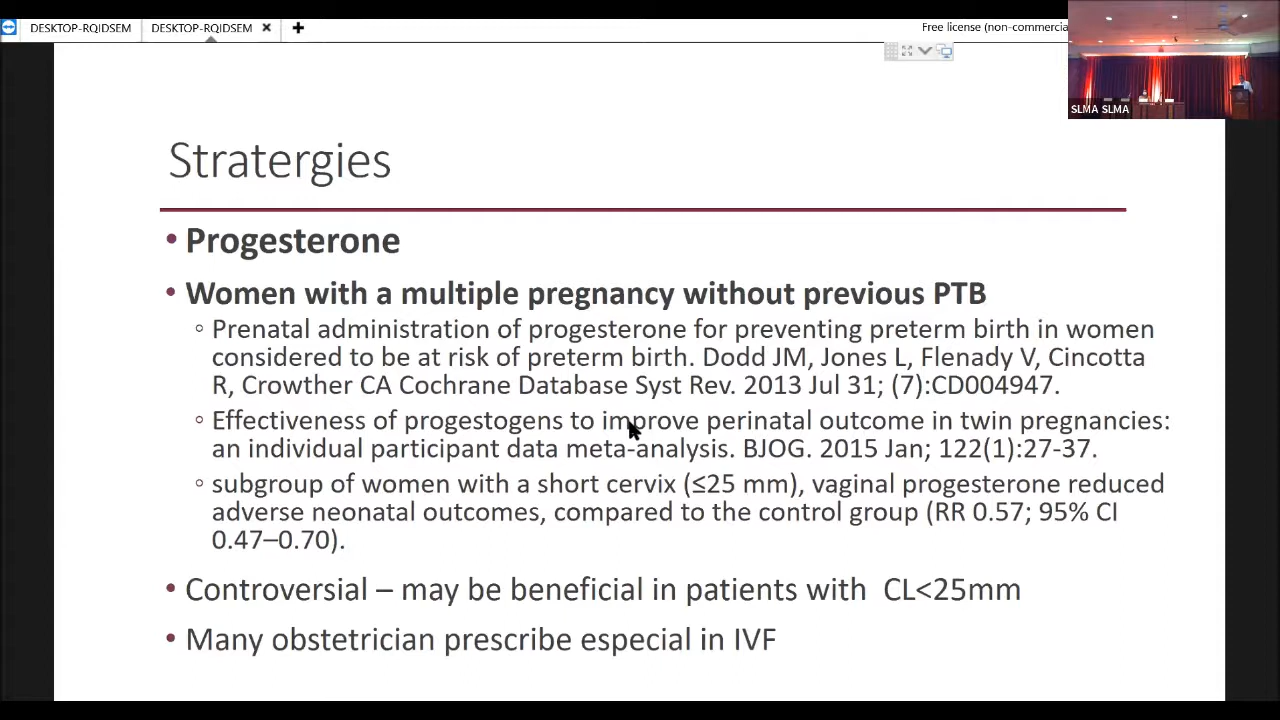 DESKTOP-RQIDSEM
DESKTOP-RQIDSEM
Free license (non-commercia
SLMA SLMA
Stratergies
• Progesterone
• Women with a multiple pregnancy without previous PTB
◦ Prenatal administration of progesterone for preventing preterm birth in women
considered to be at risk of preterm birth. Dodd JM, Jones L, Flenady V, Cincotta
R, Crowther CA Cochrane Database Syst Rev. 2013 Jul 31; (7):CD004947.
◦ Effectiveness of progestogens to improve perinatal outcome in twin pregnancies:
an individual participant data meta-analysis. BJOG. 2015 Jan; 122(1):27-37.
◦ subgroup of women with a short cervix (≤25 mm), vaginal progesterone reduced
adverse neonatal outcomes, compared to the control group (RR 0.57; 95% CI
0.47–0.70).
• Controversial – may be beneficial in patients with CL<25mm
• Many obstetrician prescribe especial in IVF